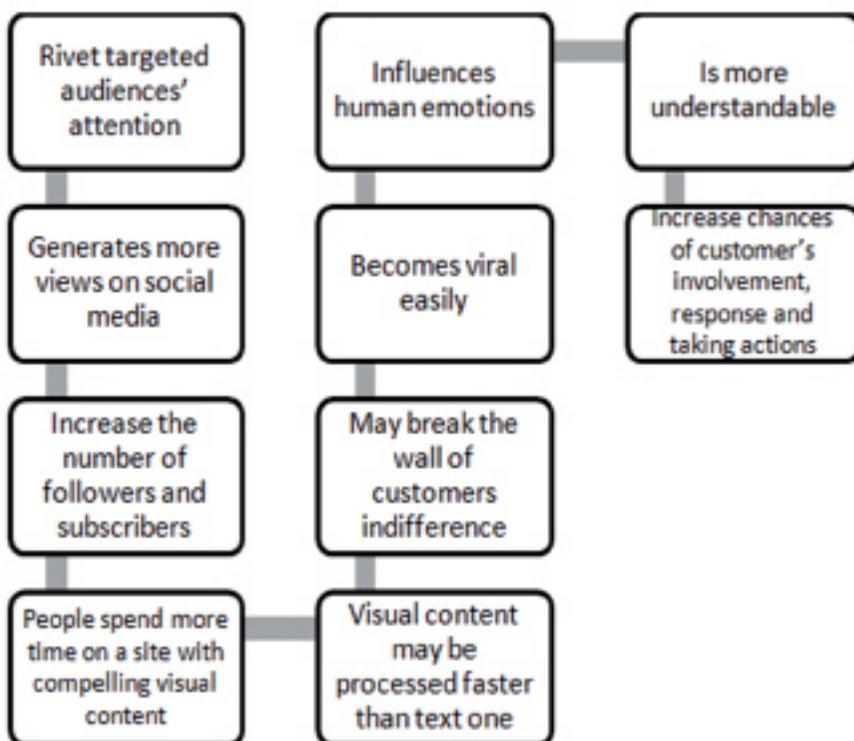 Rivet targeted
audiences'
attention
Generates more
views on social
media
Increase the
number of
followers and
subscribers
People spend more
time on a site with
compelling visual
content
Visual content
may be
processed faster
than text one
May break the
wall of
customers
indifference
Becomes viral
easily
Influences
human emotions
Is more
understandable
Increase chances
of customer's
involvement,
response and
taking actions